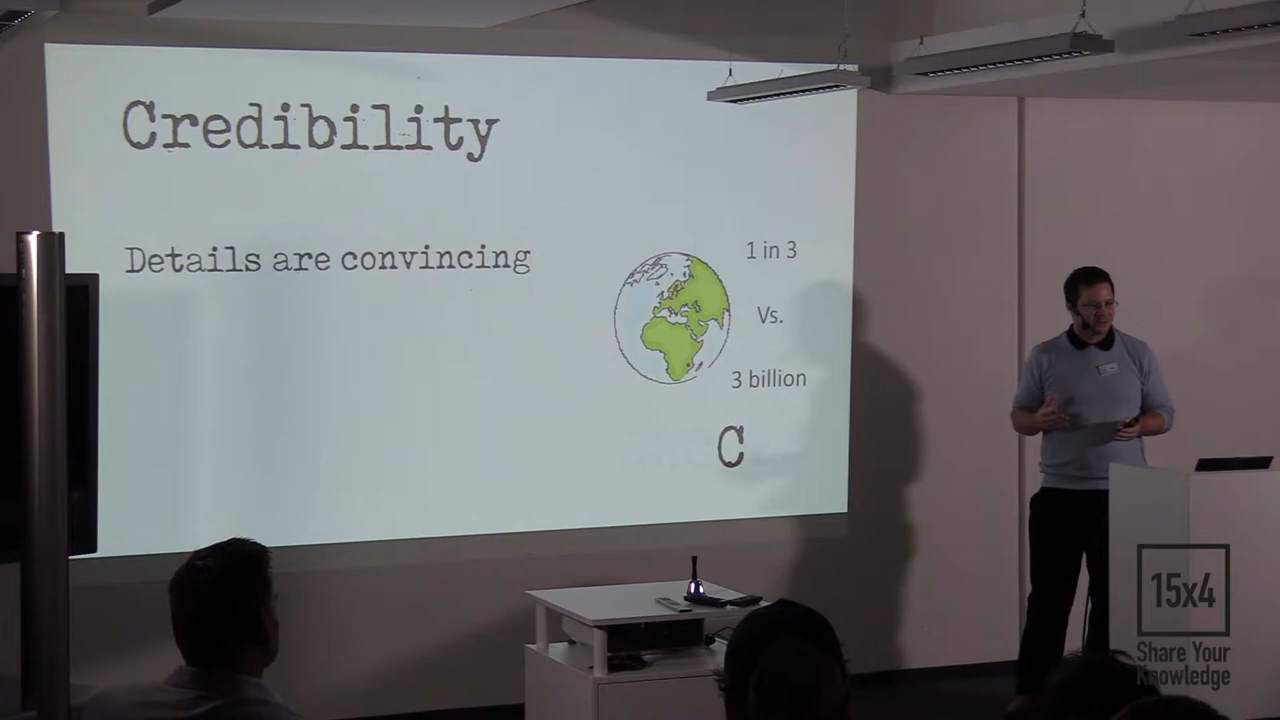 Credibility
Details are convincing
1 in 3
Vs.
3 billion
C
15x4
Share Your
Knowledge